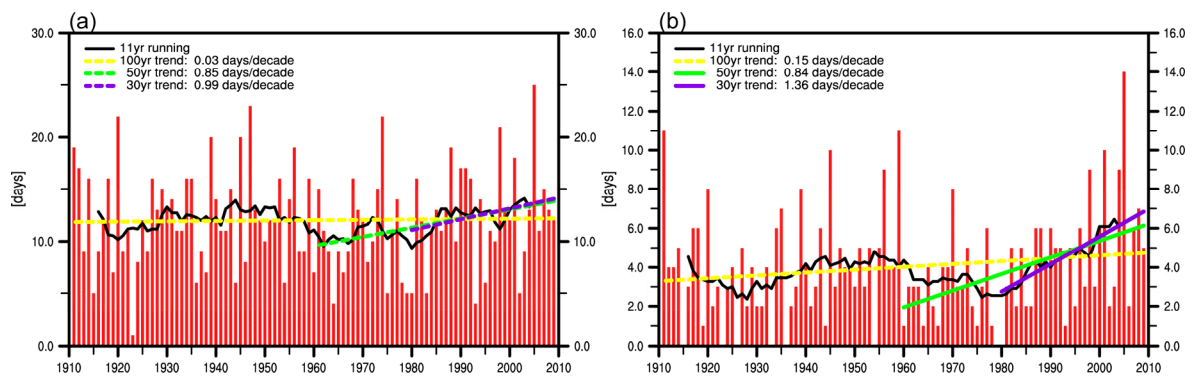 (a)
30.0 30.0
11yr running
100yr trend: 0.03 days/decade
50yr trend: 0.85 days/decade
30yr trend: 0.99 days/decade
20.0 20.0
[days]
10.0 10.0
0.0 0.0
1910 1920 1930 1940 1950 1960 1970 1980 1990 2000 2010
(b)
16.0 16.0
11yr running
100yr trend: 0.15 days/decade
50yr trend: 0.84 days/decade
30yr trend: 1.36 days/decade
14.0 14.0
12.0 12.0
10.0 10.0
[days]
8.0 8.0
6.0 6.0
4.0 4.0
2.0 2.0
0.0 0.0
1910 1920 1930 1940 1950 1960 1970 1980 1990 2000 2010